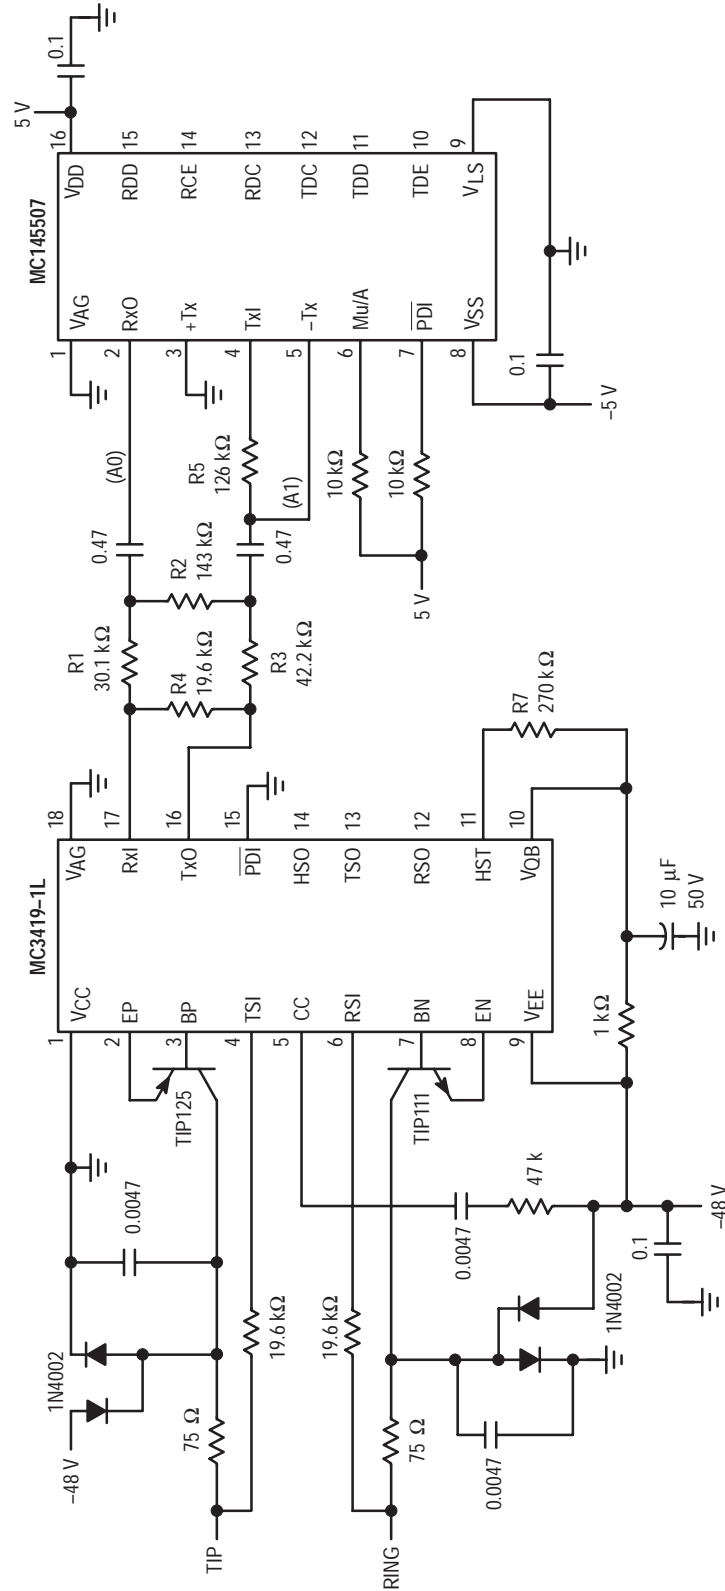 TIP
RING
–48 V
1N4002
75 Ω
0.0047
19.6 kΩ
TIP125
19.6 kΩ
75 Ω
0.0047
TIP111
0.0047
47 k
1N4002
0.1
–48 V
1 kΩ
10 μF
50 V
MC3419–1L
1 VCC
2 EP
3 BP
4 TSI
5 CC
6 RSI
7 BN
8 EN
9 VEE
VAG 18
RxI 17
TxO 16
PDI 15
HSO 14
TSO 13
RSO 12
HST 11
VQB 10
R7
270 kΩ
R1
30.1 kΩ
R4
19.6 kΩ
R3
42.2 kΩ
R2
143 kΩ
0.47
0.47
(A0)
R5
126 kΩ
(A1)
10 kΩ
10 kΩ
5 V
MC145507
1 VAG
2 RxO
3 +Tx
4 TxI
5 –Tx
6 Mu/A
7 PDI
8 VSS
VDD 16
RDD 15
RCE 14
RDC 13
TDC 12
TDD 11
TDE 10
VLS 9
5 V
0.1
0.1
–5 V